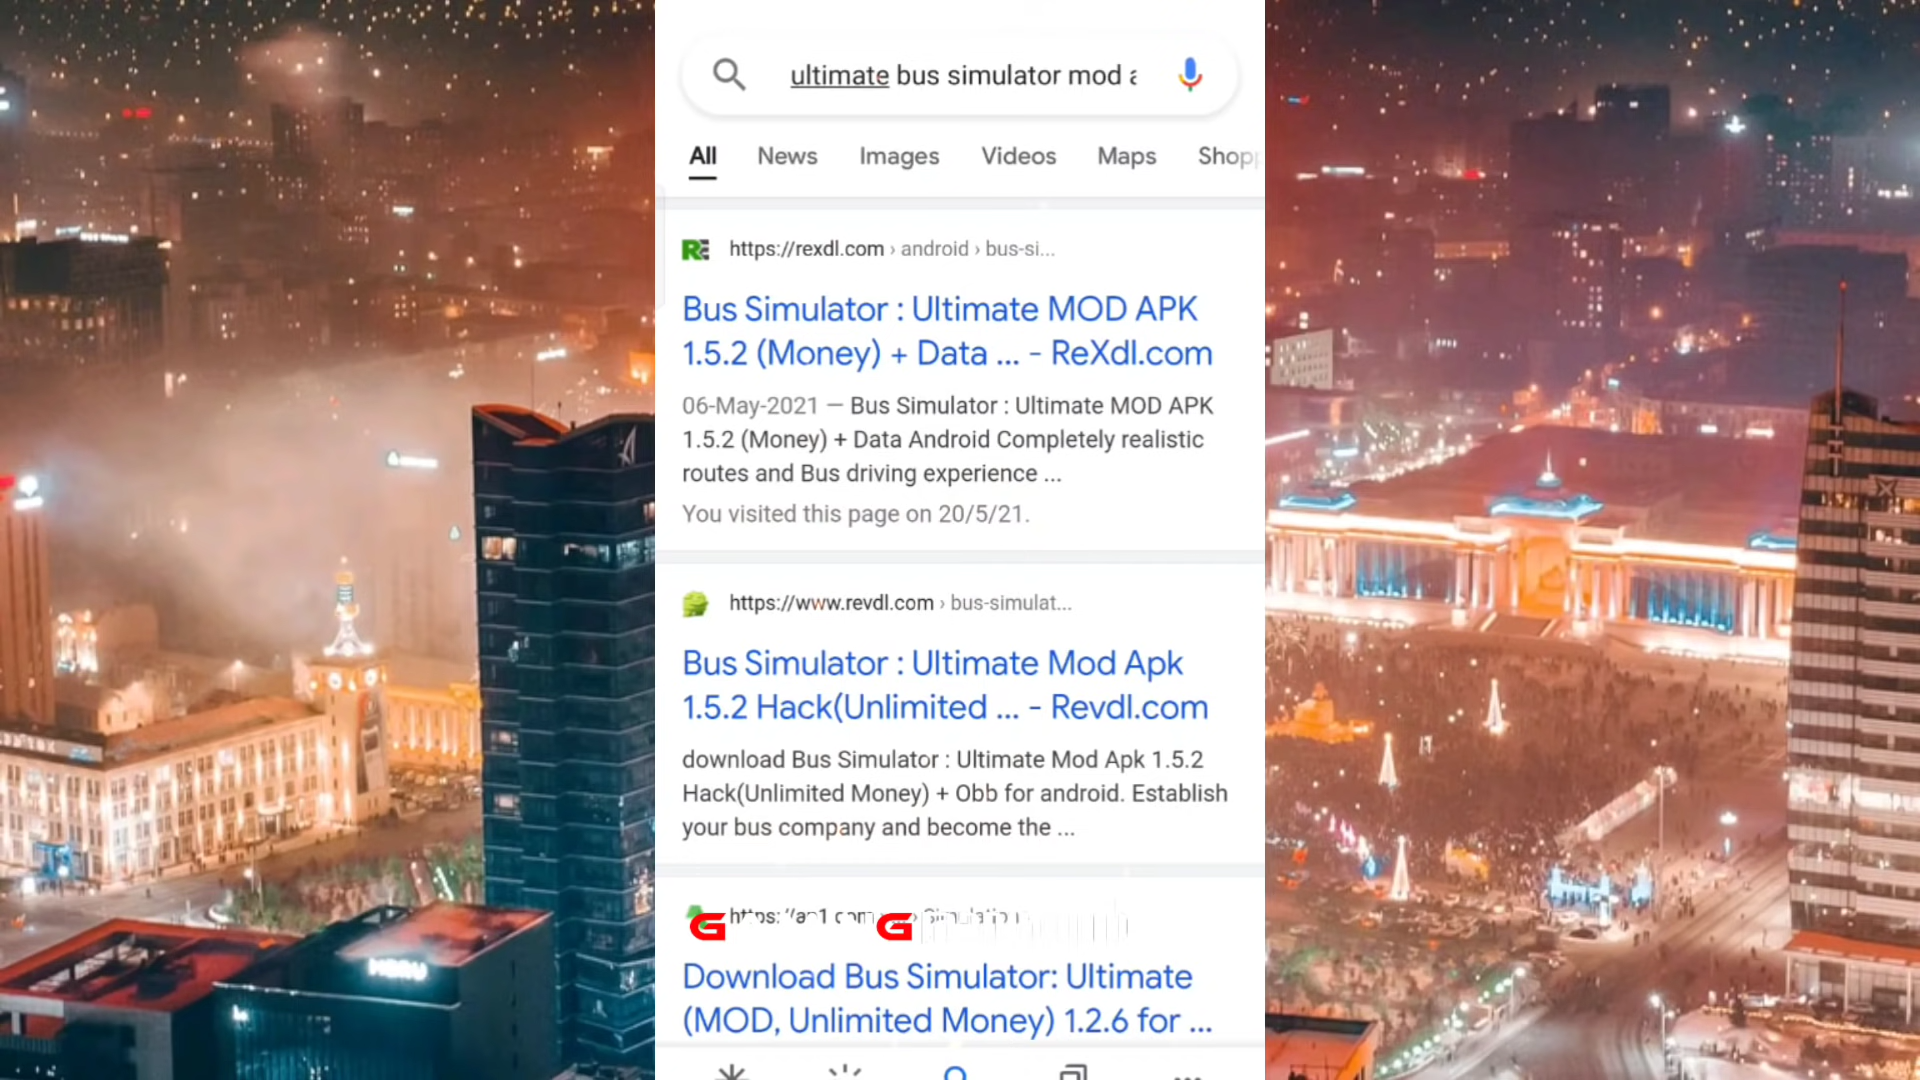 ultimate bus simulator mod a
All News Images Videos Maps Shopp
https://rexdl.com › android › bus-si...
Bus Simulator : Ultimate MOD APK
1.5.2 (Money) + Data ... - ReXdl.com
06-May-2021 — Bus Simulator : Ultimate MOD APK
1.5.2 (Money) + Data Android Completely realistic
routes and Bus driving experience ...
You visited this page on 20/5/21.
https://www.revdl.com › bus-simulat...
Bus Simulator : Ultimate Mod Apk
1.5.2 Hack(Unlimited ... - Revdl.com
download Bus Simulator : Ultimate Mod Apk 1.5.2
Hack(Unlimited Money) + Obb for android. Establish
your bus company and become the ...
Download Bus Simulator: Ultimate
(MOD, Unlimited Money) 1.2.6 for ...